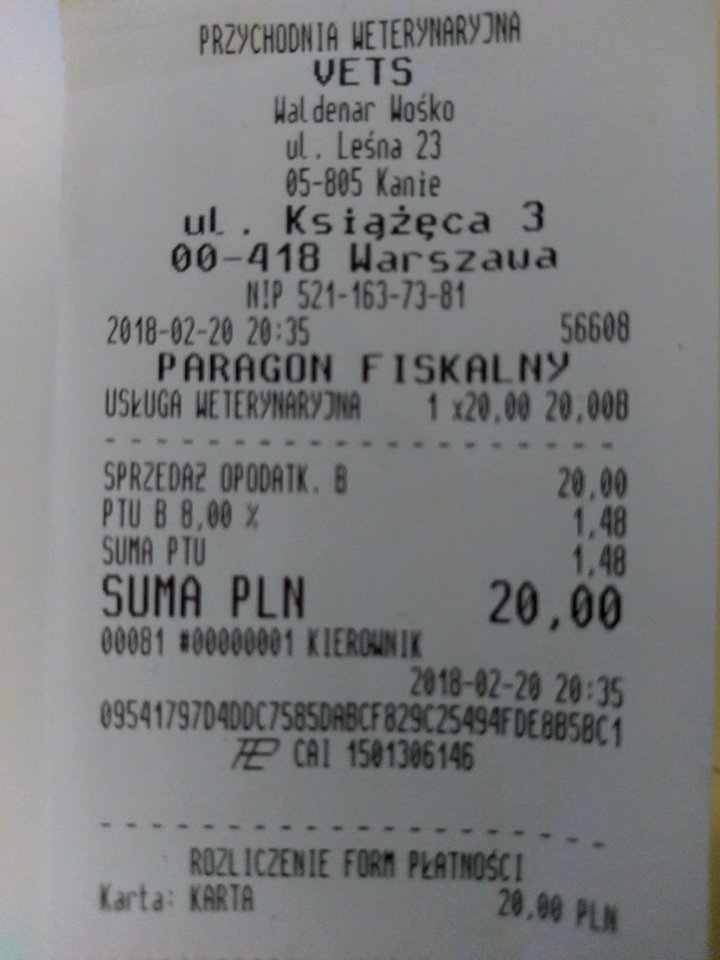 PRZYCHODNIA WETERYNARYJNA
VETS
Waldenar Wośko
ul. Leśna 23
05-805 Kanie
ul. Książęca 3
00-418 Warszawa
NIP 521-163-73-81
2018-02-20 20:35 56608
PARAGON FISKALNY
USŁUGA WETERYNARYJNA 1 x20,00 20,00B
SPRZEDAŻ OPODATK. B 20,00
PTU B 8,00 % 1,48
SUMA PTU 1,48
SUMA PLN 20,00
00081 #00000001 KIEROWNIK
2018-02-20 20:35
09541797D4DDC7585DABCF829C25494FDE8B58C1
CAI 1501306146
ROZLICZENIE FORM PŁATNOŚCI
Karta: KARTA 20,00 PLN